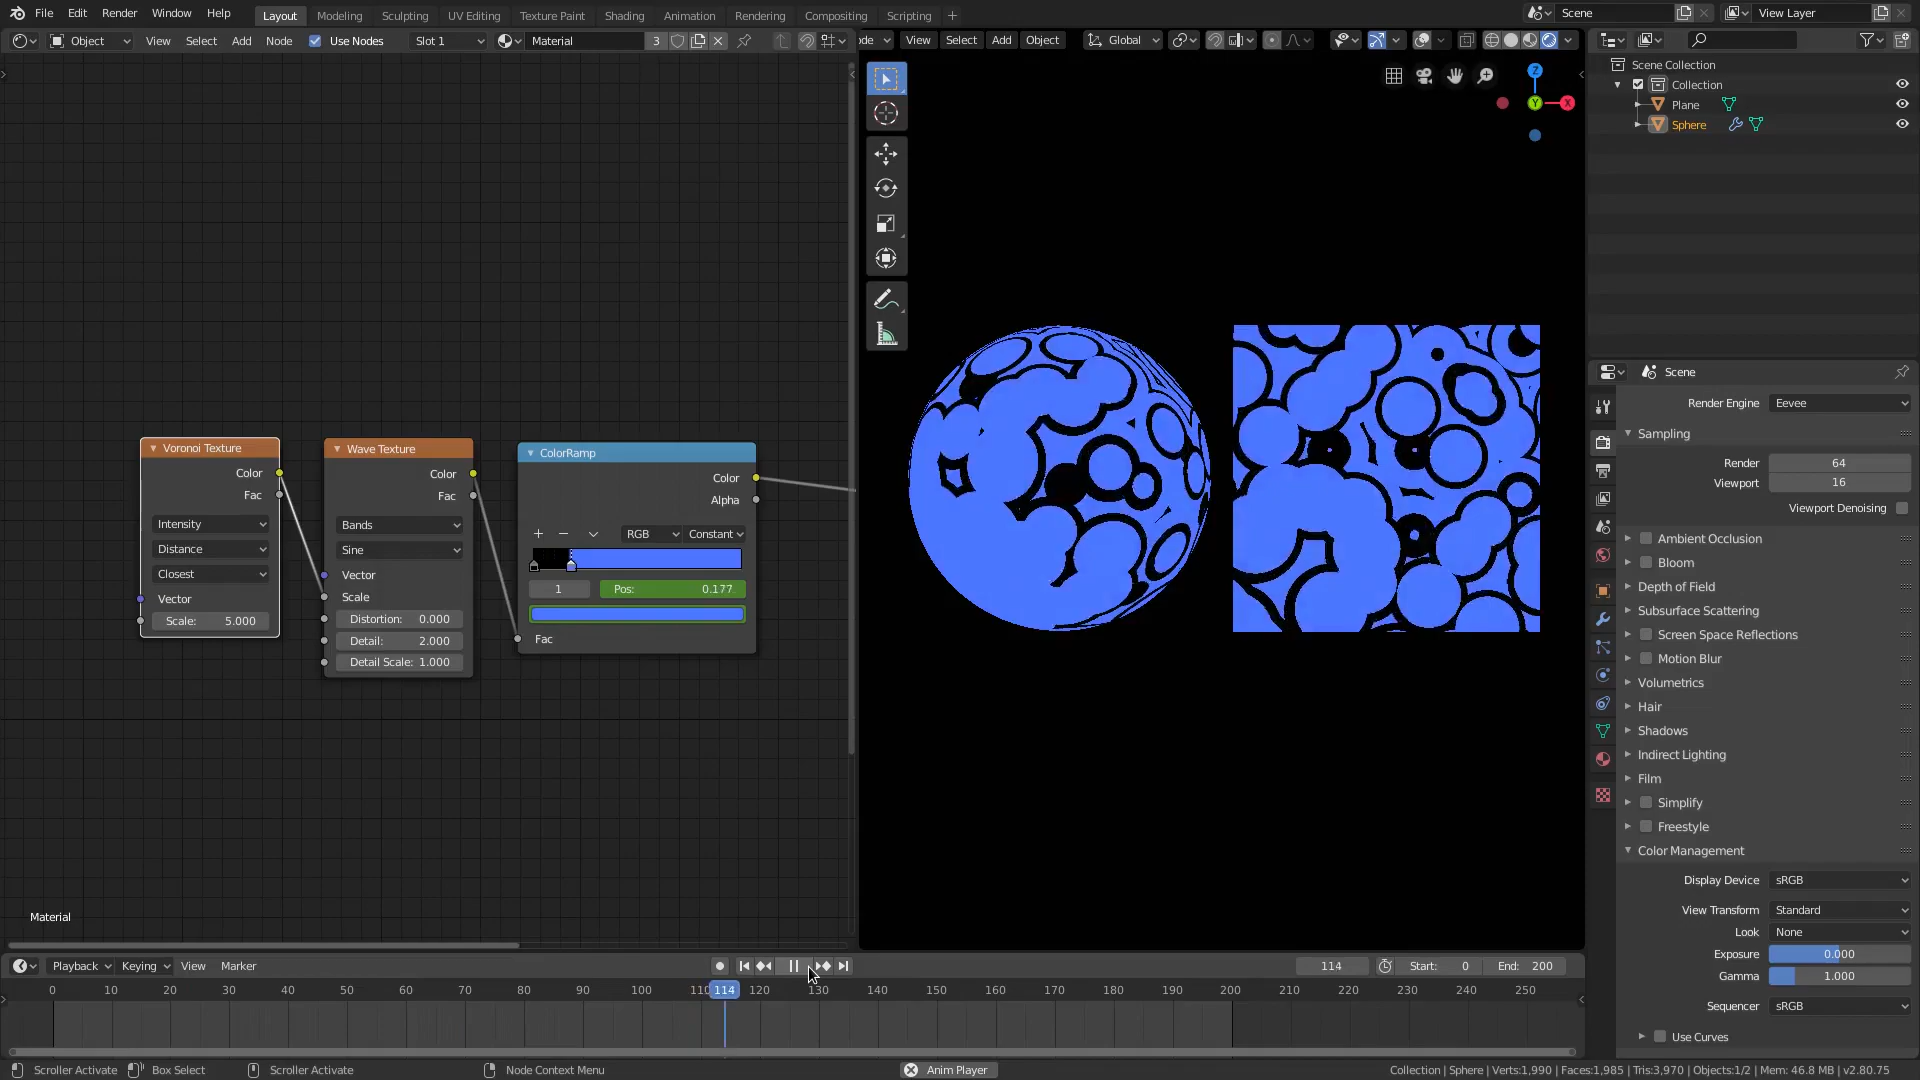 File Edit Render Window Help Layout Modeling Sculpting UV Editing Texture Paint Shading Animation Rendering Compositing Scripting + Scene View Layer
Object View Select Add Node Use Nodes Slot 1 Material 3 View Select Add Object Global
Scene Collection
Collection
Plane
Sphere
Z
Y
X
Voronoi Texture
Color
Fac
Intensity
Distance
Closest
Vector
Scale: 5.000
Wave Texture
Color
Fac
Bands
Sine
Vector
Scale
Distortion: 0.000
Detail: 2.000
Detail Scale: 1.000
ColorRamp
Color
Alpha
+ − RGB Constant
1 Pos: 0.177
Fac
Material
Scene
Render Engine Eevee
Sampling
Render 64
Viewport 16
Viewport Denoising
Ambient Occlusion
Bloom
Depth of Field
Subsurface Scattering
Screen Space Reflections
Motion Blur
Volumetrics
Hair
Shadows
Indirect Lighting
Film
Simplify
Freestyle
Color Management
Display Device sRGB
View Transform Standard
Look None
Exposure 0.000
Gamma 1.000
Sequencer sRGB
Use Curves
Playback Keying View Marker 114 Start: 0 End: 200
0 10 20 30 40 50 60 70 80 90 100 110 114 120 130 140 150 160 170 180 190 200 210 220 230 240 250
Scroller Activate Box Select Scroller Activate Node Context Menu Anim Player Collection | Sphere | Verts:1,990 | Faces:1,985 | Tris:3,970 | Objects:1/2 | Mem: 46.8 MB | v2.80.75